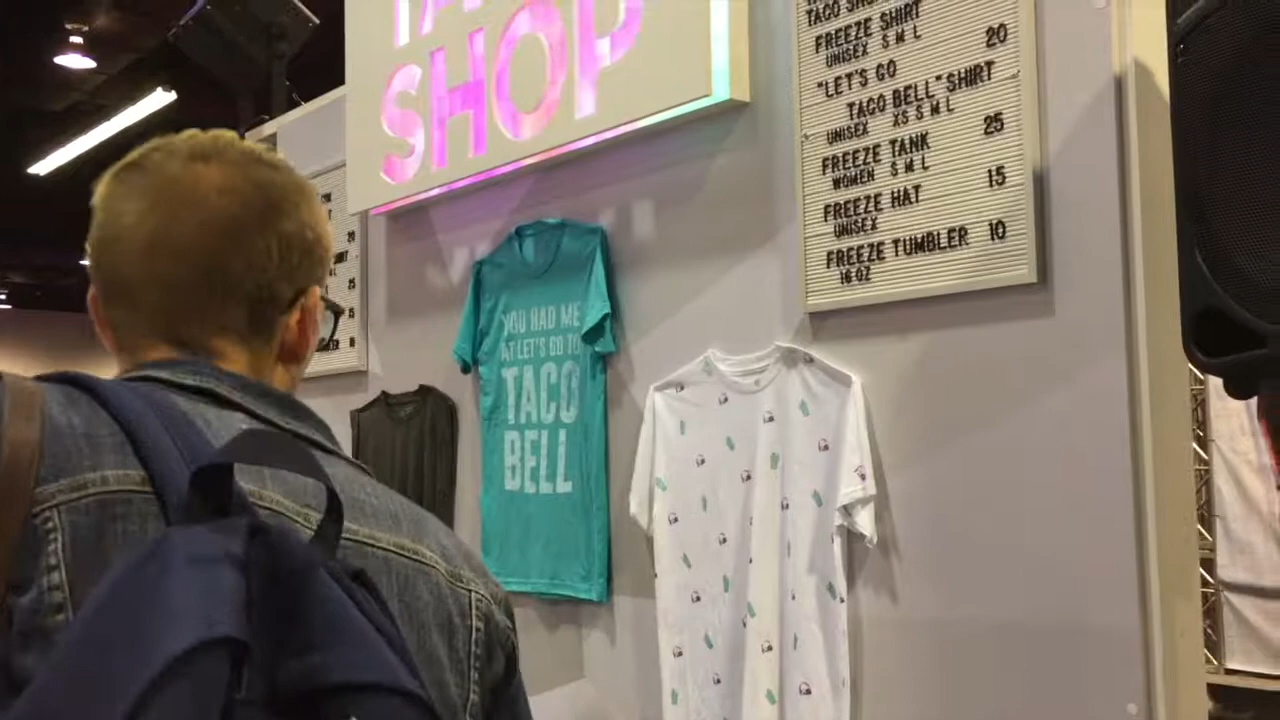 SHOP
TACO
FREEZE SHIRT 20
UNISEX S M L
"LET'S GO
TACO BELL" SHIRT
UNISEX XS S M L 25
FREEZE TANK
WOMEN S M L 15
FREEZE HAT
UNISEX
FREEZE TUMBLER 10
16 OZ
YOU HAD ME
AT LET'S GO TO
TACO
BELL